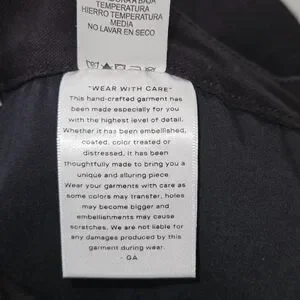 TEMPERATURA
HIERRO TEMPERATURA
MEDIA
NO LAVAR EN SECO
"WEAR WITH CARE"
This hand-crafted garment has
been made especially for you
with the highest level of detail.
Whether it has been embellished,
coated, color treated or
distressed, it has been
thoughtfully made to bring you a
unique and alluring piece.
Wear your garments with care as
some colors may transfer, holes
may become bigger and
embellishments may cause
scratches. We are not liable for
any damages produced by this
garment during wear.
- GA